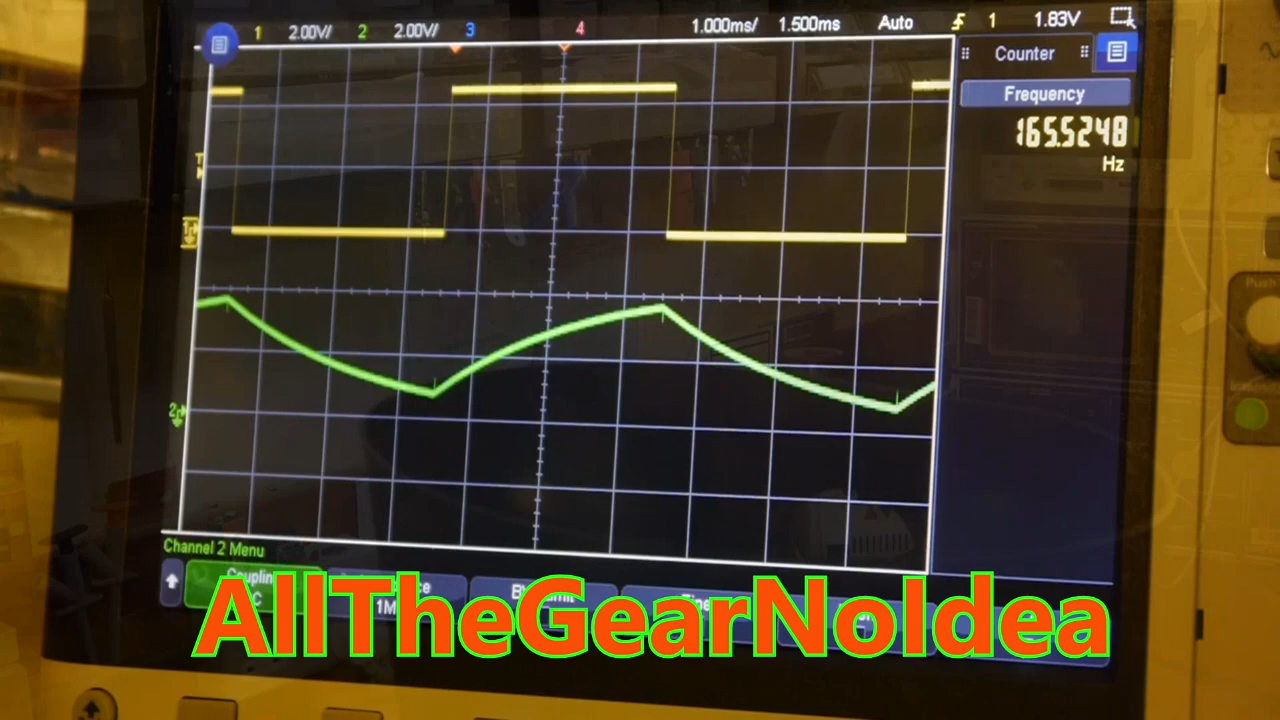 1 2.00V/ 2 2.00V/ 3 4 1.000ms/ 1.500ms Auto 1 1.83V
Counter
Frequency
165.5248
Hz
Channel 2 Menu
AllTheGearNoIdea